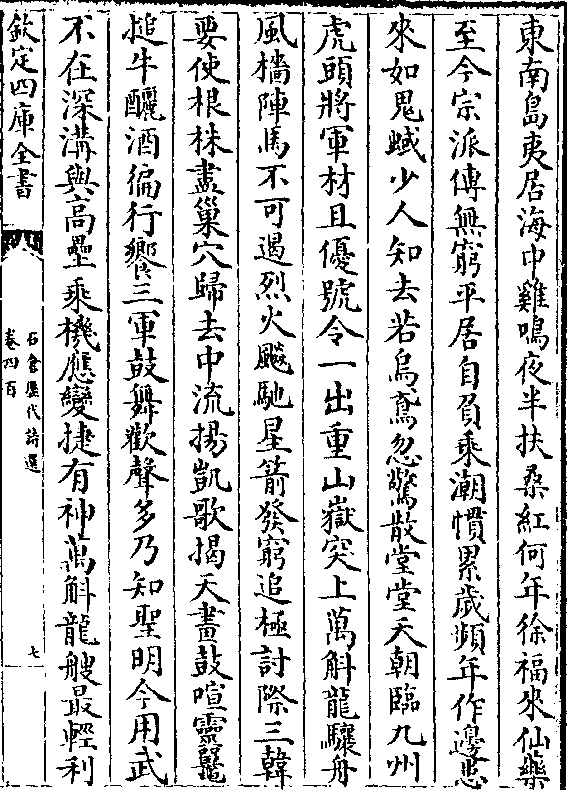 東南島夷居海中雞鳴夜半扶桑紅何年徐福來仙藥
至今宗派傳無窮平居自負乘潮慣累歲頻年作邊患
來如鬼蜮少人知去若烏鳶忽驚散堂堂天朝臨九州
虎頭將軍材且優號令一出重山嶽突上萬斛龍驤舟
風檣陣馬不可遏烈火飈馳星箭發窮追極討際三韓
要使根株盡巢穴歸去中流揚凱歌揭天畫鼓喧靈鼉
搥牛釃酒徧行饗三軍鼓舞歡聲多乃知聖明今用武
不在深溝與高壘乘機應變捷有神萬斛龍艘最輕利
欽定四庫全書
石倉歷代詩選
卷四百
七